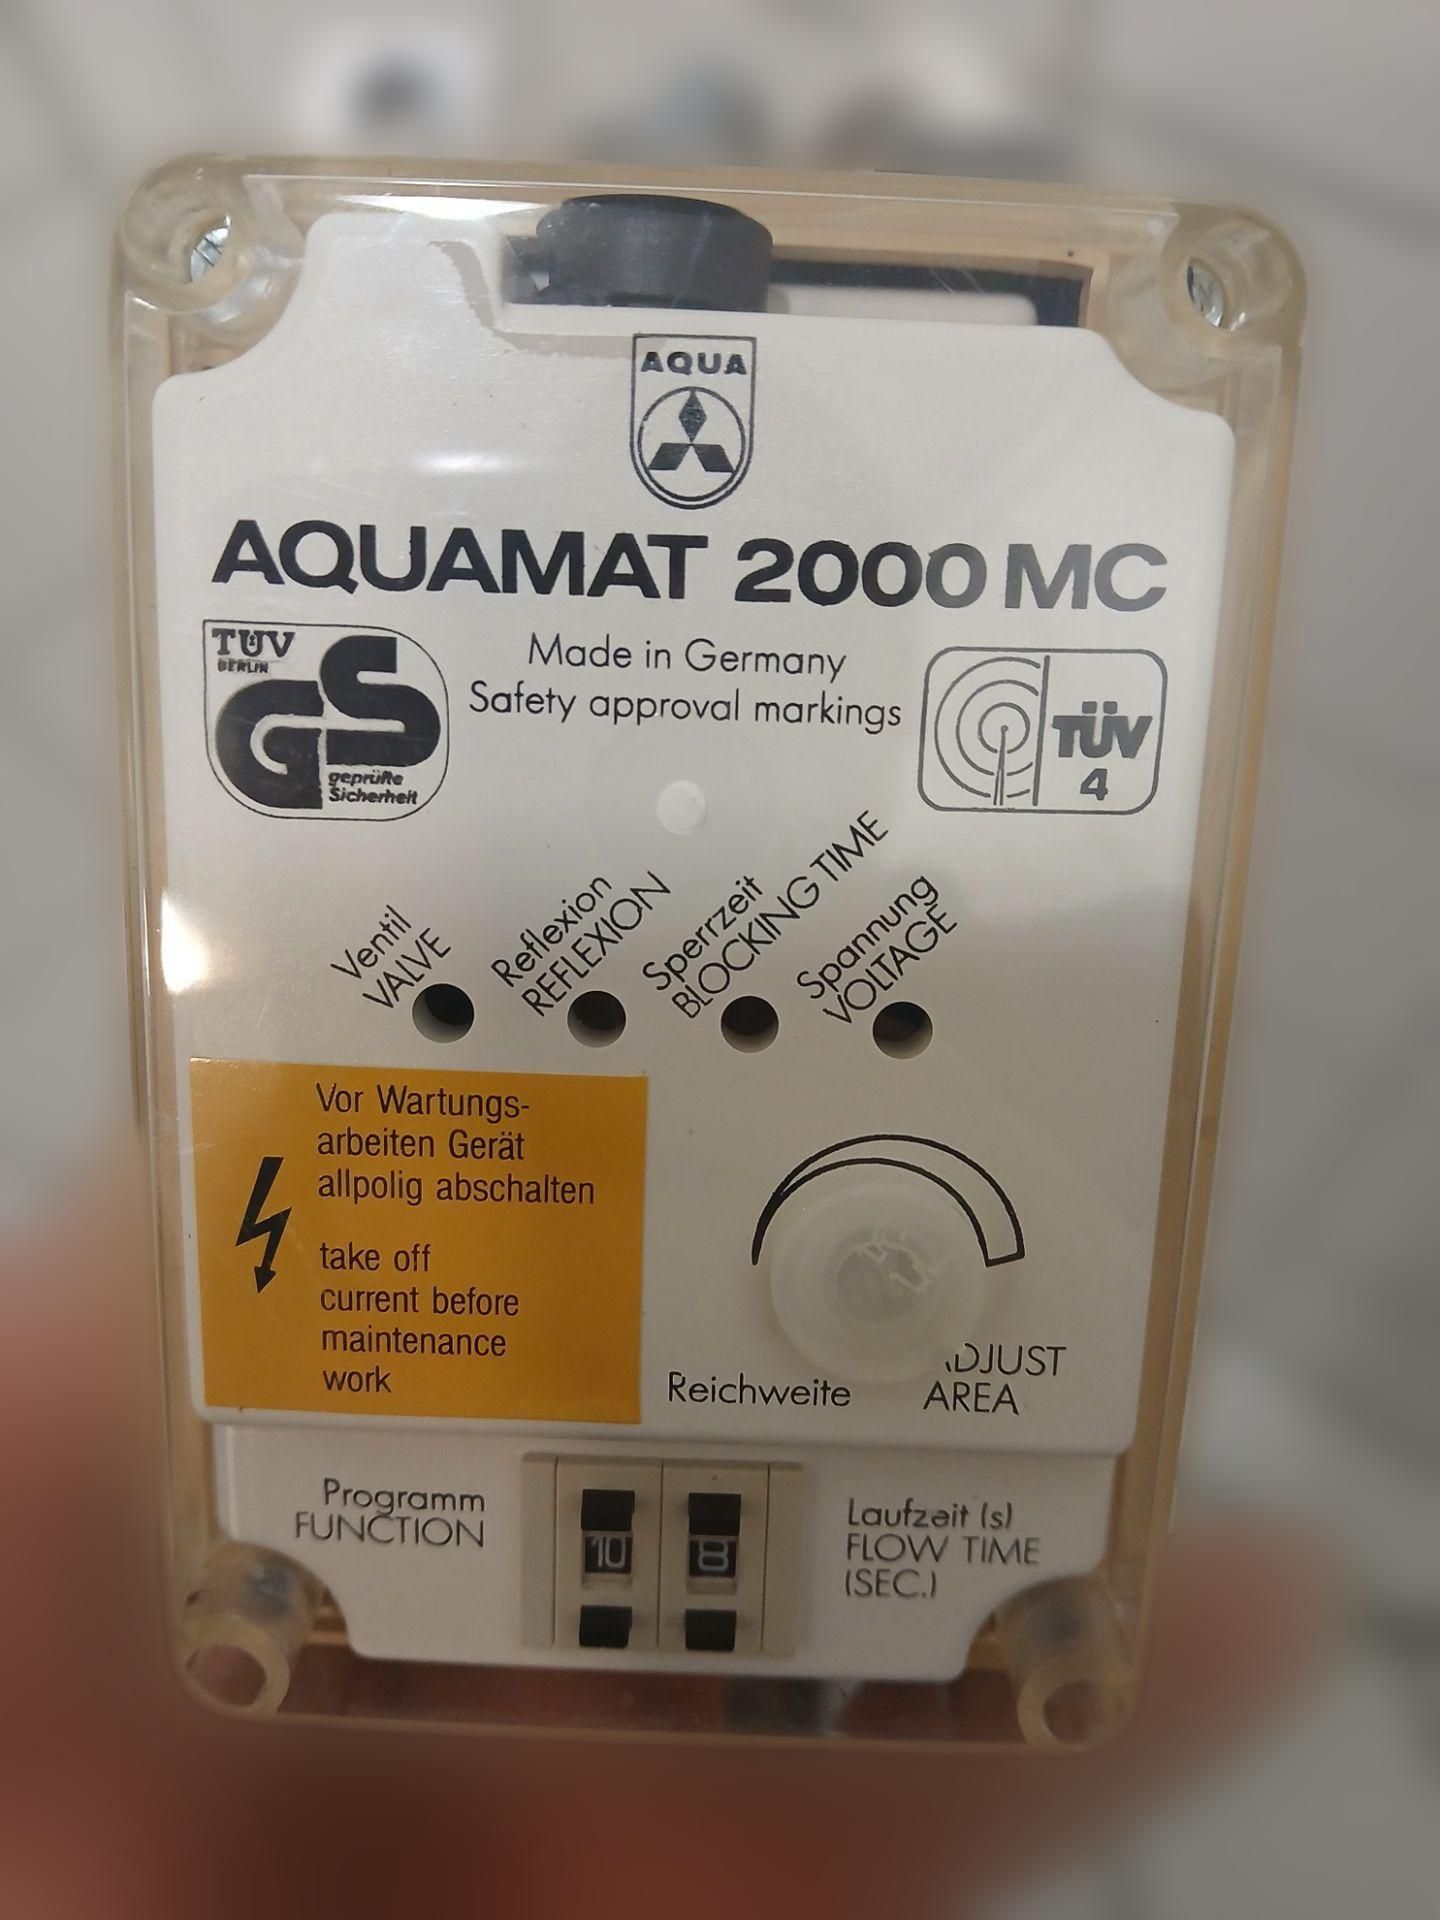 AQUA
AQUAMAT 2000 MC
TÜV
BERLIN
GS
geprüfte
Sicherheit
Made in Germany
Safety approval markings
TÜV
4
Ventil
VALVE
Reflexion
REFLEXION
Sperrzeit
BLOCKING TIME
Spannung
VOLTAGE
Vor Wartungs-
arbeiten Gerät
allpolig abschalten
take off
current before
maintenance
work
Reichweite
ADJUST
AREA
Programm
FUNCTION
10 8
Laufzeit (s)
FLOW TIME
(SEC.)